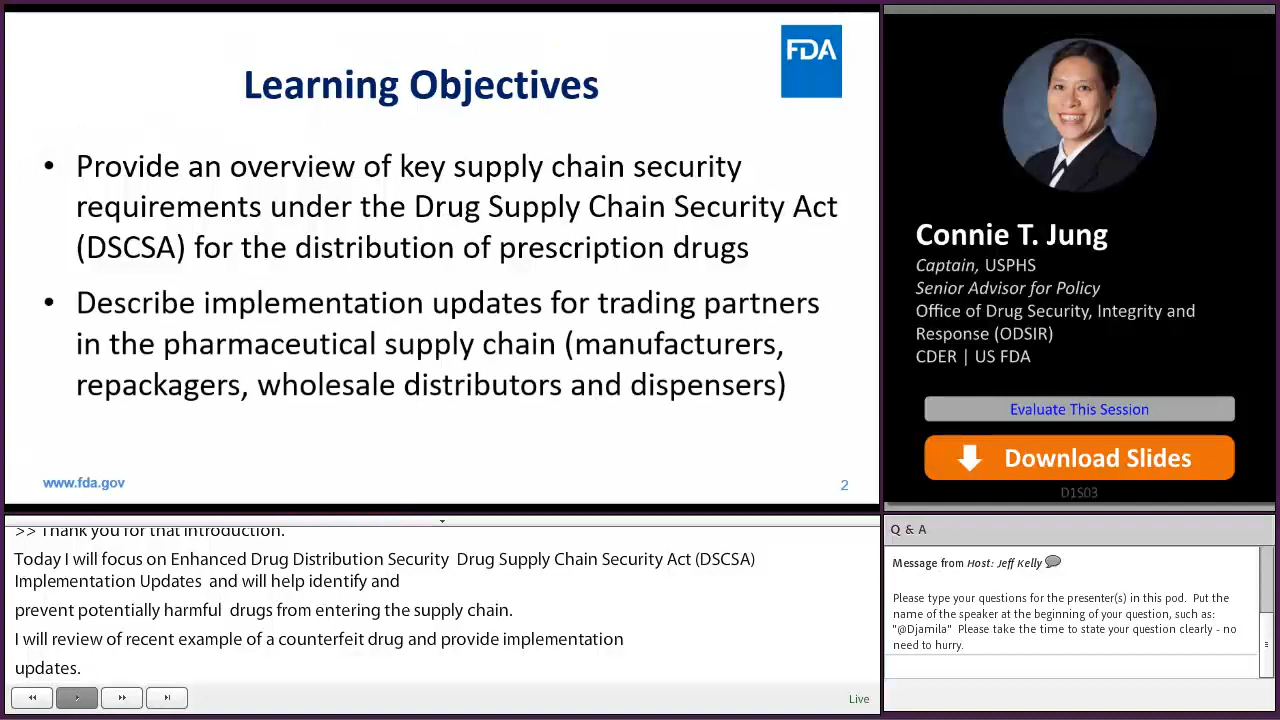 FDA
Learning Objectives
• Provide an overview of key supply chain security
requirements under the Drug Supply Chain Security Act
(DSCSA) for the distribution of prescription drugs
• Describe implementation updates for trading partners
in the pharmaceutical supply chain (manufacturers,
repackagers, wholesale distributors and dispensers)
www.fda.gov
2
Connie T. Jung
Captain, USPHS
Senior Advisor for Policy
Office of Drug Security, Integrity and
Response (ODSIR)
CDER | US FDA
Evaluate This Session
Download Slides
D1S03
>> Thank you for that introduction.
Today I will focus on Enhanced Drug Distribution Security  Drug Supply Chain Security Act (DSCSA)
Implementation Updates  and will help identify and
prevent potentially harmful  drugs from entering the supply chain.
I will review of recent example of a counterfeit drug and provide implementation
updates.
Live
Q & A
Message from Host: Jeff Kelly
Please type your questions for the presenter(s) in this pod.  Put the
name of the speaker at the beginning of your question, such as:
"@Djamila"  Please take the time to state your question clearly - no
need to hurry.